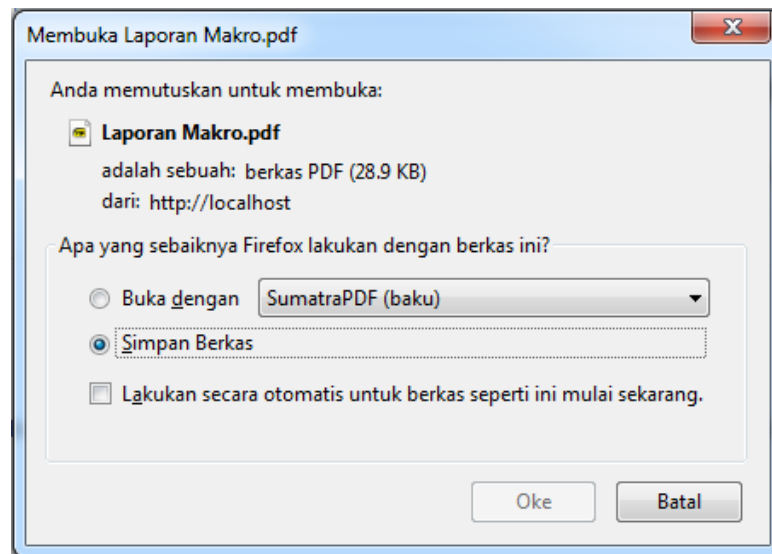 Membuka Laporan Makro.pdf
Anda memutuskan untuk membuka:
Laporan Makro.pdf
adalah sebuah: berkas PDF (28.9 KB)
dari: http://localhost
Apa yang sebaiknya Firefox lakukan dengan berkas ini?
Buka dengan SumatraPDF (baku)
Simpan Berkas
Lakukan secara otomatis untuk berkas seperti ini mulai sekarang.
Oke Batal